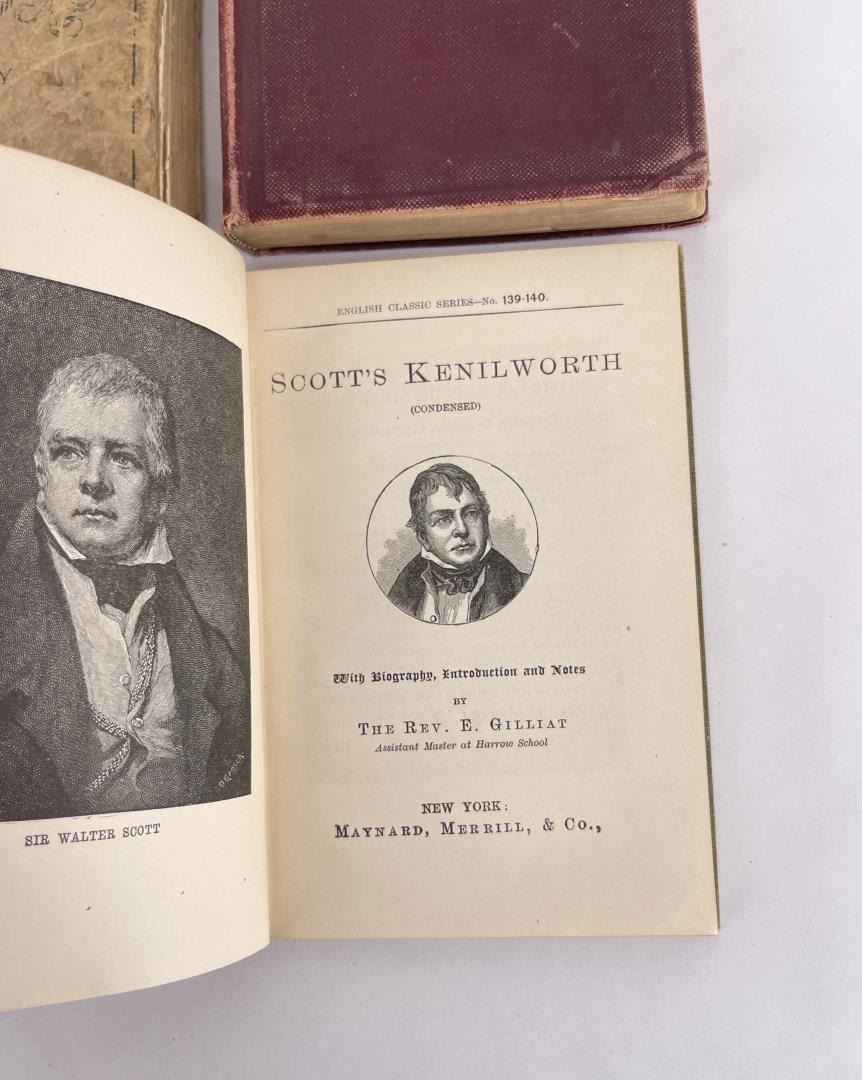 Y
O.Grosch
SIR WALTER SCOTT
ENGLISH CLASSIC SERIES—No. 139-140.
SCOTT'S KENILWORTH
(CONDENSED)
With Biography, Introduction and Notes
BY
THE REV. E. GILLIAT
Assistant Master at Harrow School
NEW YORK:
MAYNARD, MERRILL, & CO.,